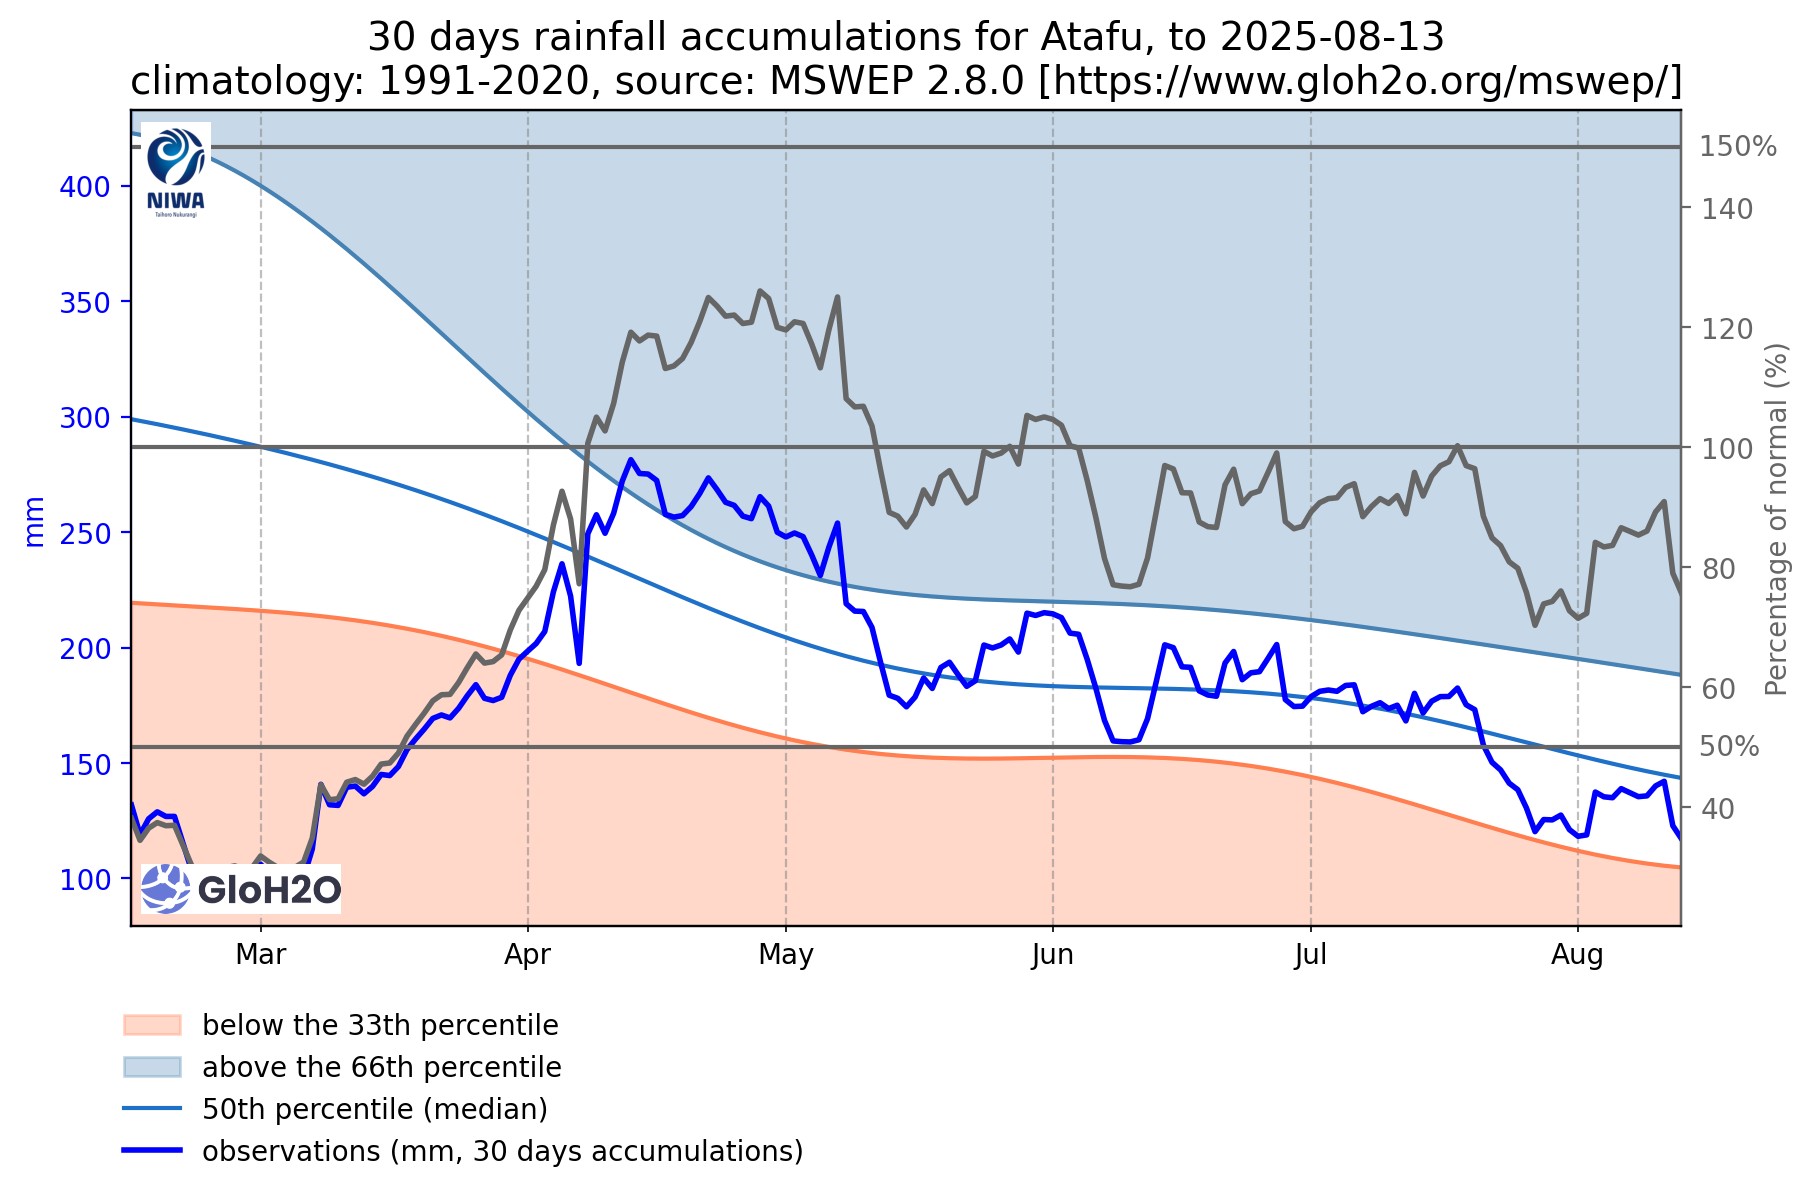 30 days rainfall accumulations for Atafu, to 2025-08-13
climatology: 1991-2020, source: MSWEP 2.8.0 [https://www.gloh2o.org/mswep/]
NIWA
Taihoro Nukurangi
GloH2O
mm
400
350
300
250
200
150
100
150%
140
120
100
80
60
50%
40
Percentage of normal (%)
Mar
Apr
May
Jun
Jul
Aug
below the 33th percentile
above the 66th percentile
50th percentile (median)
observations (mm, 30 days accumulations)